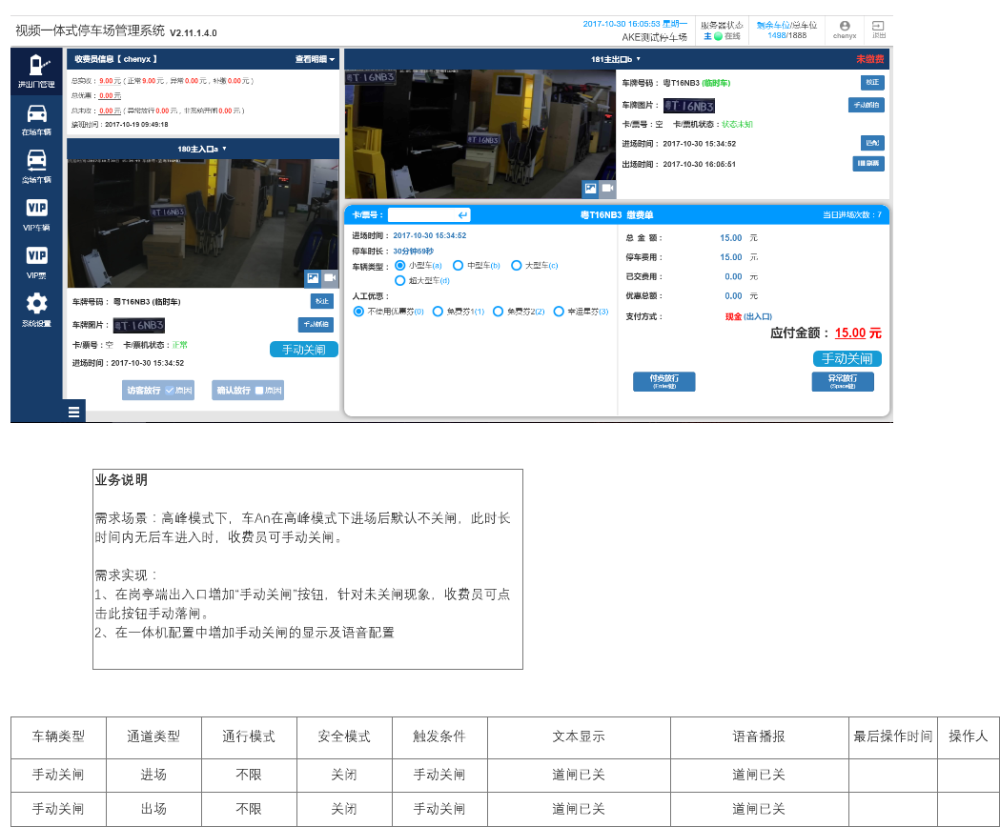 视频一体式停车场管理系统 V2.11.1.4.0
2017-10-30 16:05:53 星期一
AKE测试停车场
服务器状态
主 在线
剩余车位/总车位
1498/1888
chenyx
退出
进出口管理
在场车辆
离场车辆
VIP
VIP车辆
VIP
VIP票
系统设置
收费员信息【 chenyx 】 查看明细
总实收： 9.00元 ( 正常 9.00 元，异常 0.00 元，补缴 0.00 元 )
总优惠： 0.00元
总未收： 0.00元 ( 异常放行 0.00 元，非系统开闸 0.00 元 )
接班时间：2017-10-19 09:49:18
180主入口a
粤T 16NB3
车牌号码： 粤T16NB3 (临时车) 校正
车牌图片： 粤T 16NB3 手动抓拍
卡/票号：空 卡/票机状态：正常
手动关闸
进场时间：2017-10-30 15:34:52
访客放行 原因 确认放行 原因
181主出口b 未缴费
粤T 16NB3
粤T 16NB3
车牌号码： 粤T16NB3 (临时车) 校正
车牌图片： 粤T 16NB3 手动抓拍
卡/票号：空 卡/票机状态：状态未知
进场时间： 2017-10-30 15:34:52 匹配
出场时间： 2017-10-30 16:05:51 刷票
卡/票号： 粤T16NB3 缴费单 当日进场次数：7
进场时间： 2017-10-30 15:34:52
停车时长： 30分钟59秒
车辆类型： 小型车(a) 中型车(b) 大型车(c)
超大型车(d)
人工优惠：
不使用优惠券(0) 免费券1(1) 免费券2(2) 幸运星券(3)
总 金 额： 15.00 元
停车费用： 15.00 元
已交费用： 0.00 元
优惠总额： 0.00 元
支付方式： 现金 (出入口)
应付金额： 15.00 元
手动关闸
付费放行
(Enter键)
异常放行
(Space键)
业务说明
需求场景：高峰模式下，车An在高峰模式下进场后默认不关闸，此时长
时间内无后车进入时，收费员可手动关闸。
需求实现：
1、在岗亭端出入口增加“手动关闸”按钮，针对未关闸现象，收费员可点
击此按钮手动落闸。
2、在一体机配置中增加手动关闸的显示及语音配置
车辆类型 通道类型 通行模式 安全模式 触发条件 文本显示 语音播报 最后操作时间 操作人
手动关闸 进场 不限 关闭 手动关闸 道闸已关 道闸已关
手动关闸 出场 不限 关闭 手动关闸 道闸已关 道闸已关